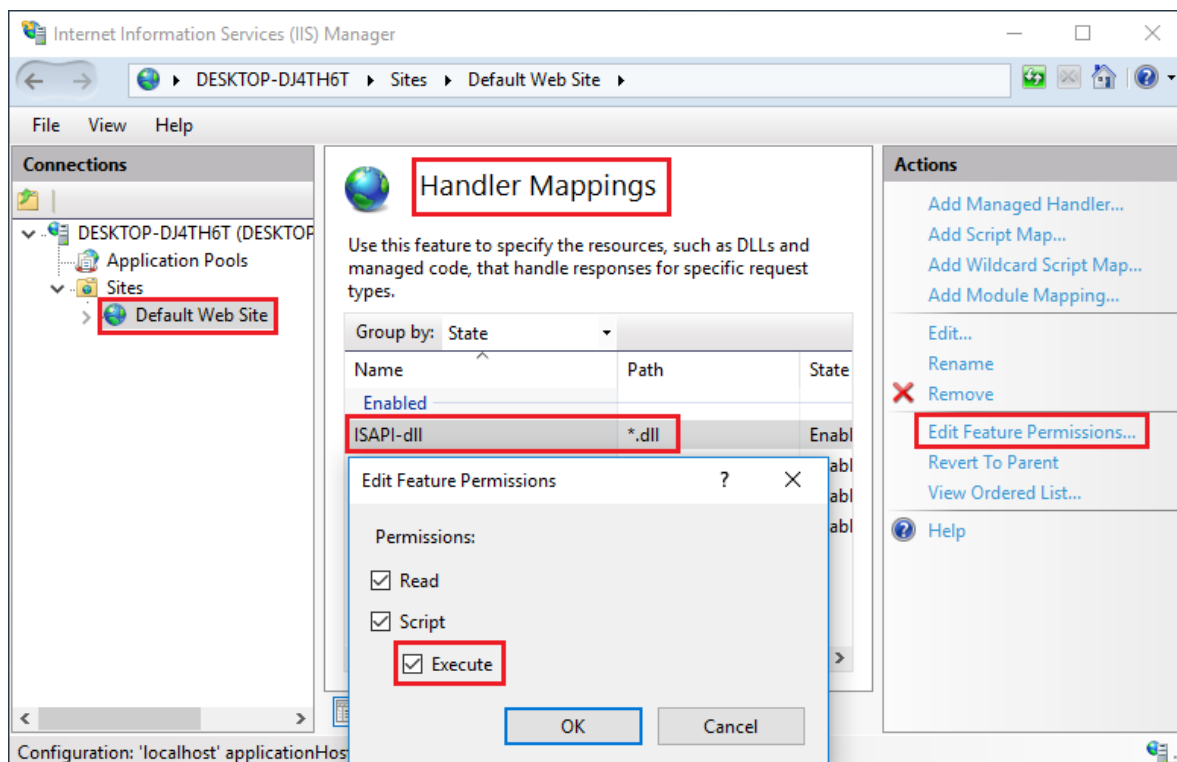 Internet Information Services (IIS) Manager
DESKTOP-DJ4TH6T Sites Default Web Site
File View Help
Connections
DESKTOP-DJ4TH6T (DESKTOP
Application Pools
Sites
Default Web Site
Handler Mappings
Use this feature to specify the resources, such as DLLs and
managed code, that handle responses for specific request
types.
Group by: State
Name Path State
Enabled
ISAPI-dll *.dll Enabl
abl
abl
abl
Edit Feature Permissions ?
Permissions:
Read
Script
Execute
OK Cancel
Actions
Add Managed Handler...
Add Script Map...
Add Wildcard Script Map...
Add Module Mapping...
Edit...
Rename
Remove
Edit Feature Permissions...
Revert To Parent
View Ordered List...
Help
Configuration: 'localhost' applicationHos